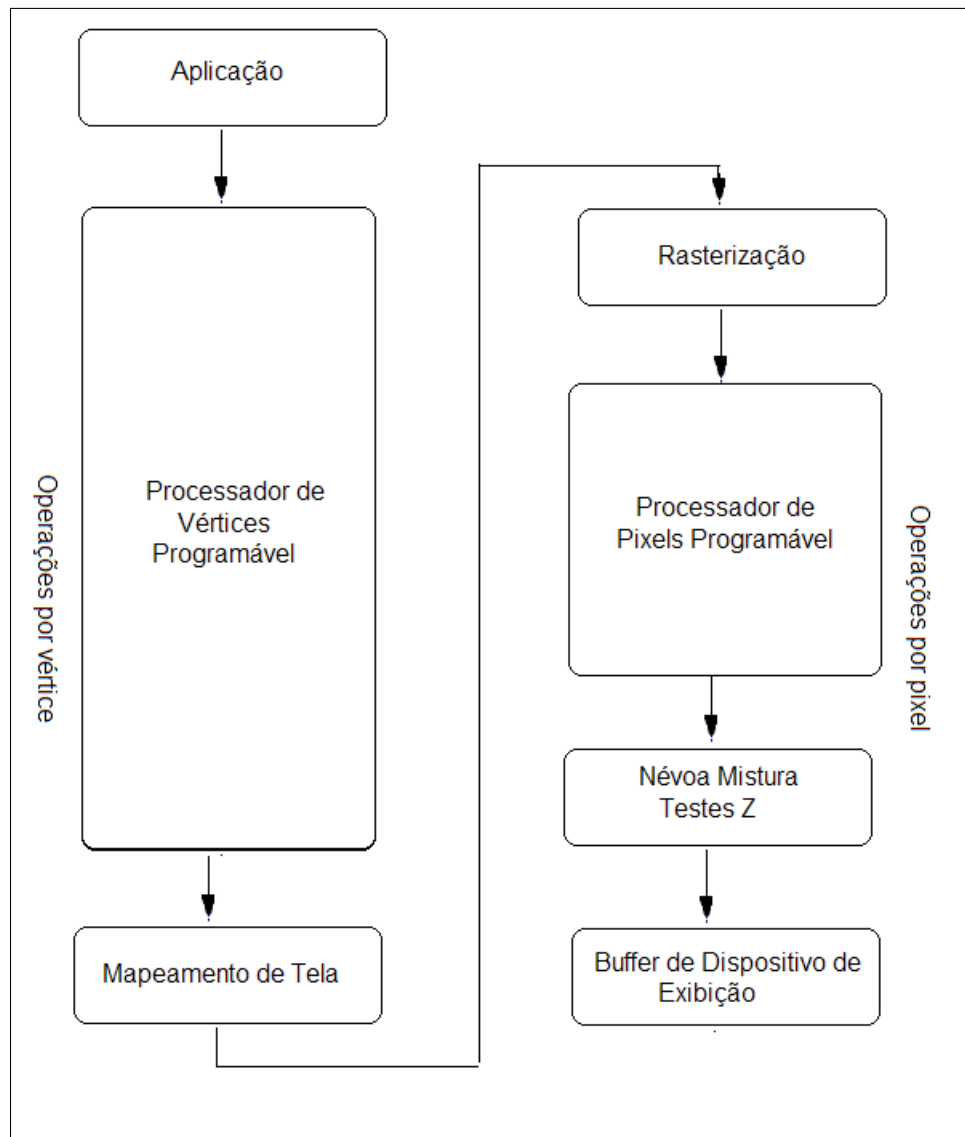 Aplicação
Operações por vértice
Processador de
Vértices
Programável
Mapeamento de Tela
Rasterização
Processador de
Pixels Programável
Operações por pixel
Névoa Mistura
Testes Z
Buffer de Dispositivo de
Exibição